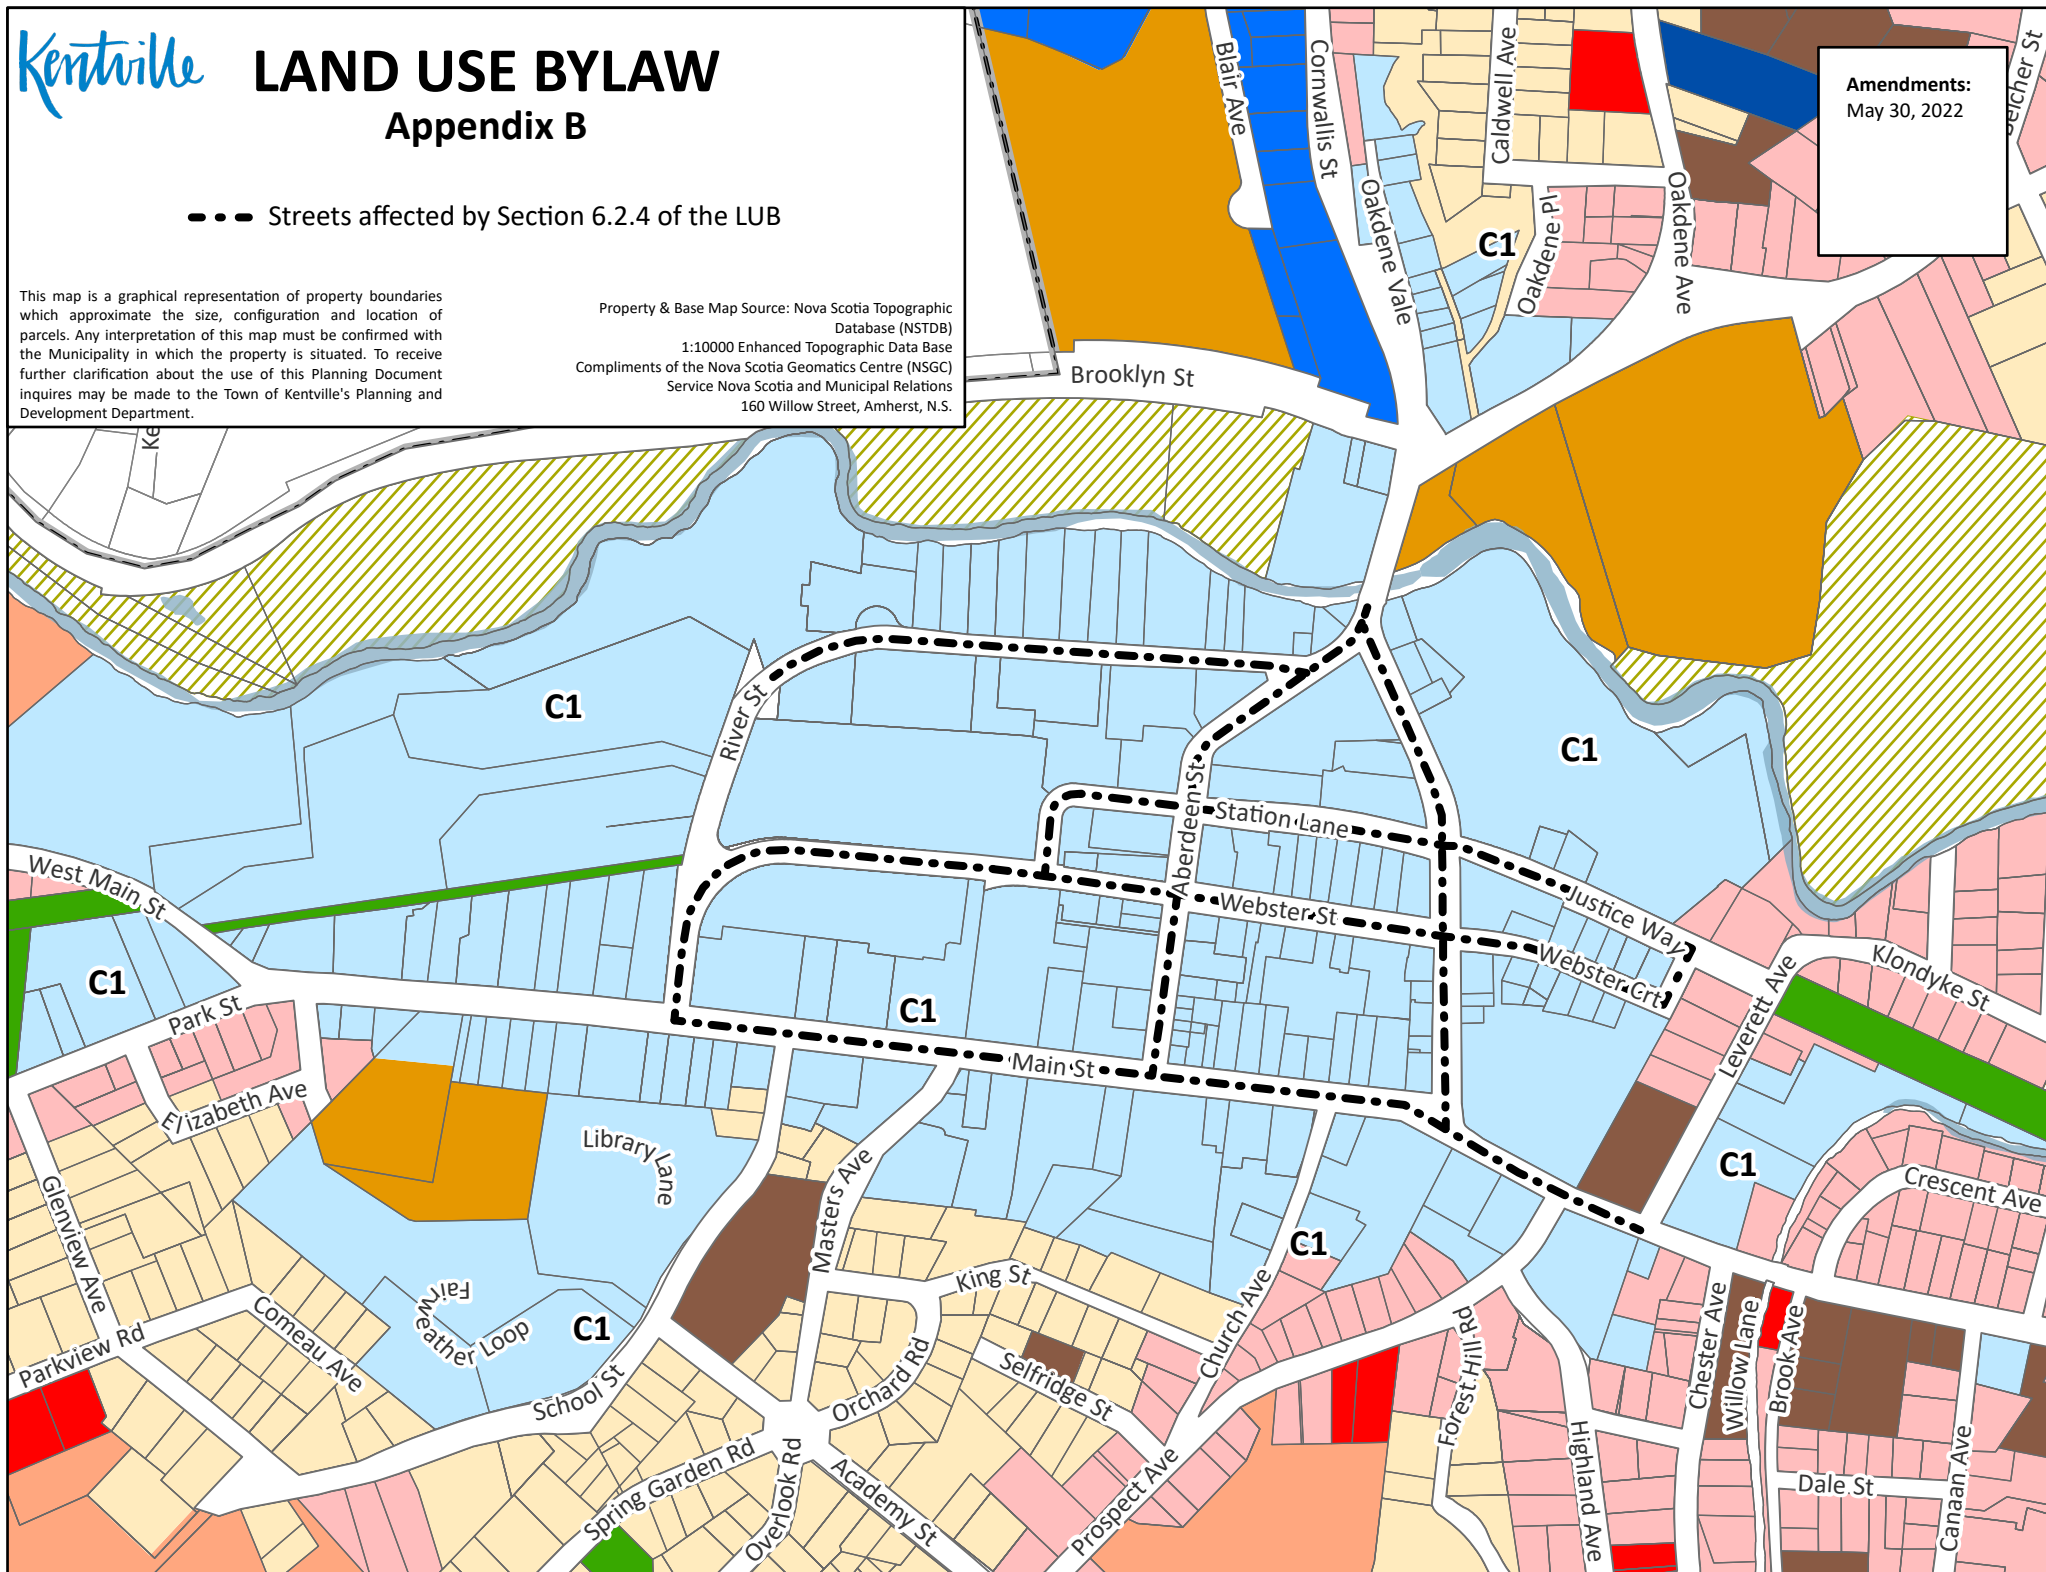 Kentville
LAND USE BYLAW
Appendix B
Streets affected by Section 6.2.4 of the LUB
This map is a graphical representation of property boundaries
which approximate the size, configuration and location of
parcels. Any interpretation of this map must be confirmed with
the Municipality in which the property is situated. To receive
further clarification about the use of this Planning Document
inquires may be made to the Town of Kentville's Planning and
Development Department.
Property & Base Map Source: Nova Scotia Topographic
Database (NSTDB)
1:10000 Enhanced Topographic Data Base
Compliments of the Nova Scotia Geomatics Centre (NSGC)
Service Nova Scotia and Municipal Relations
160 Willow Street, Amherst, N.S.
Amendments:
May 30, 2022
Blair Ave
Cornwallis St
Caldwell Ave
Belcher St
Oakdene Vale
Oakdene Pl
Oakdene Ave
C1
Brooklyn St
Ke
C1
River St
C1
Aberdeen St
Station Lane
West Main St
Webster St
Justice Way
Webster Crt
Klondyke St
Leverett Ave
C1
Park St
C1
Main St
Elizabeth Ave
Library Lane
Masters Ave
C1
Crescent Ave
Glenview Ave
C1
King St
Church Ave
Fairweather Loop
C1
Comeau Ave
Parkview Rd
School St
Orchard Rd
Selfridge St
Forest Hill Rd
Chester Ave
Willow Lane
Brook Ave
Highland Ave
Spring Garden Rd
Overlook Rd
Academy St
Prospect Ave
Dale St
Canaan Ave